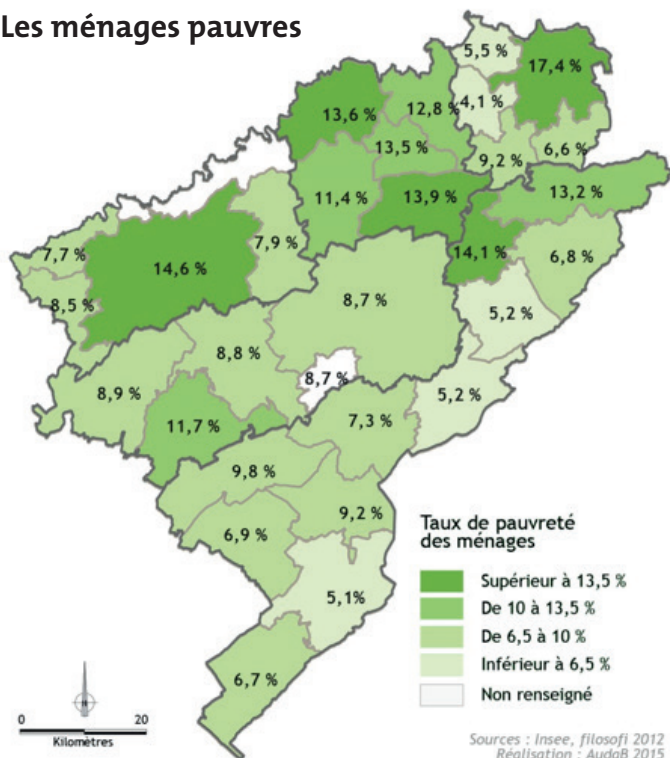 Les ménages pauvres
5,5 %
17,4 %
4,1 %
13,6 %
12,8 %
13,5 %
9,2 %
6,6 %
11,4 %
13,9 %
13,2 %
7,7 %
7,9 %
14,1 %
6,8 %
14,6 %
8,5 %
8,7 %
5,2 %
8,8 %
8,7 %
8,9 %
5,2 %
11,7 %
7,3 %
9,8 %
9,2 %
6,9 %
5,1%
6,7 %
Taux de pauvreté
des ménages
Supérieur à 13,5 %
De 10 à 13,5 %
De 6,5 à 10 %
Inférieur à 6,5 %
Non renseigné
N
0 20
Kilomètres
Sources : Insee, filosofi 2012
Réalisation : AudaB 2015